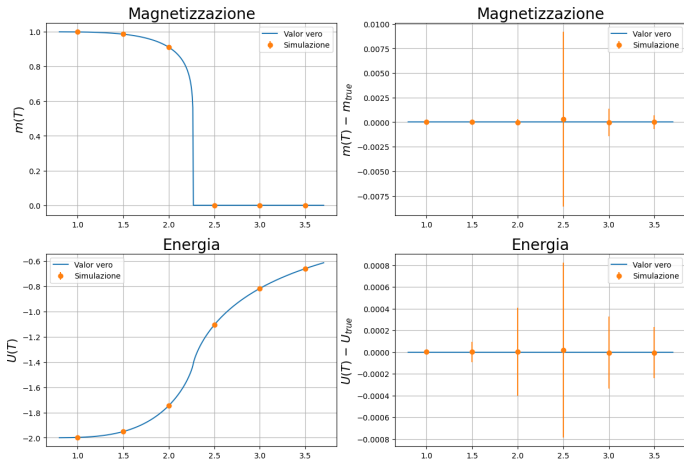 Magnetizzazione
m(T)
1.0
0.8
0.6
0.4
0.2
0.0
Valor vero
Simulazione
1.0 1.5 2.0 2.5 3.0 3.5
Magnetizzazione
m(T) − m_true
0.0100
0.0075
0.0050
0.0025
0.0000
−0.0025
−0.0050
−0.0075
Valor vero
Simulazione
1.0 1.5 2.0 2.5 3.0 3.5
Energia
U(T)
−0.6
−0.8
−1.0
−1.2
−1.4
−1.6
−1.8
−2.0
Valor vero
Simulazione
1.0 1.5 2.0 2.5 3.0 3.5
Energia
U(T) − U_true
0.0008
0.0006
0.0004
0.0002
0.0000
−0.0002
−0.0004
−0.0006
−0.0008
Valor vero
Simulazione
1.0 1.5 2.0 2.5 3.0 3.5